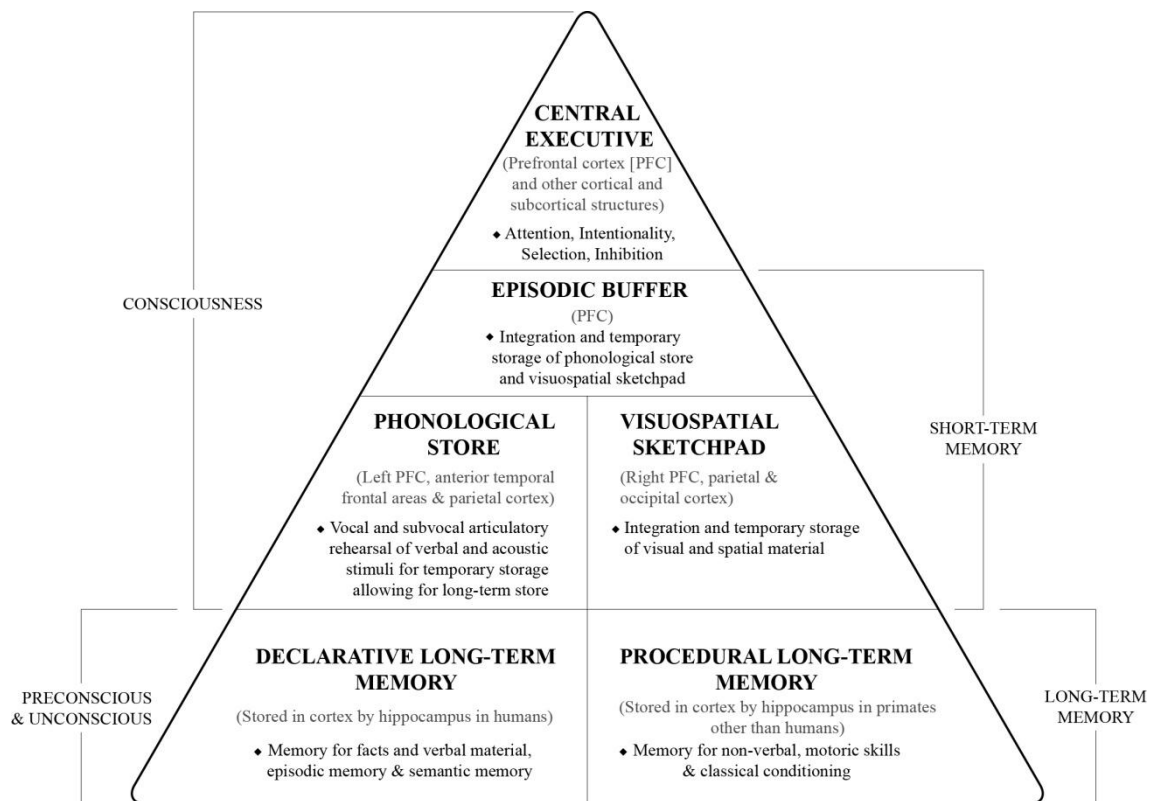 CENTRAL
EXECUTIVE
(Prefrontal cortex [PFC]
and other cortical and
subcortical structures)
◆ Attention, Intentionality,
Selection, Inhibition
CONSCIOUSNESS
EPISODIC BUFFER
(PFC)
◆ Integration and temporary
storage of phonological store
and visuospatial sketchpad
PHONOLOGICAL
STORE
(Left PFC, anterior temporal
frontal areas & parietal cortex)
◆ Vocal and subvocal articulatory
rehearsal of verbal and acoustic
stimuli for temporary storage
allowing for long-term store
VISUOSPATIAL
SKETCHPAD
(Right PFC, parietal &
occipital cortex)
◆ Integration and temporary storage
of visual and spatial material
SHORT-TERM
MEMORY
PRECONSCIOUS
& UNCONSCIOUS
DECLARATIVE LONG-TERM
MEMORY
(Stored in cortex by hippocampus in humans)
◆ Memory for facts and verbal material,
episodic memory & semantic memory
PROCEDURAL LONG-TERM
MEMORY
(Stored in cortex by hippocampus in primates
other than humans)
◆ Memory for non-verbal, motoric skills
& classical conditioning
LONG-TERM
MEMORY